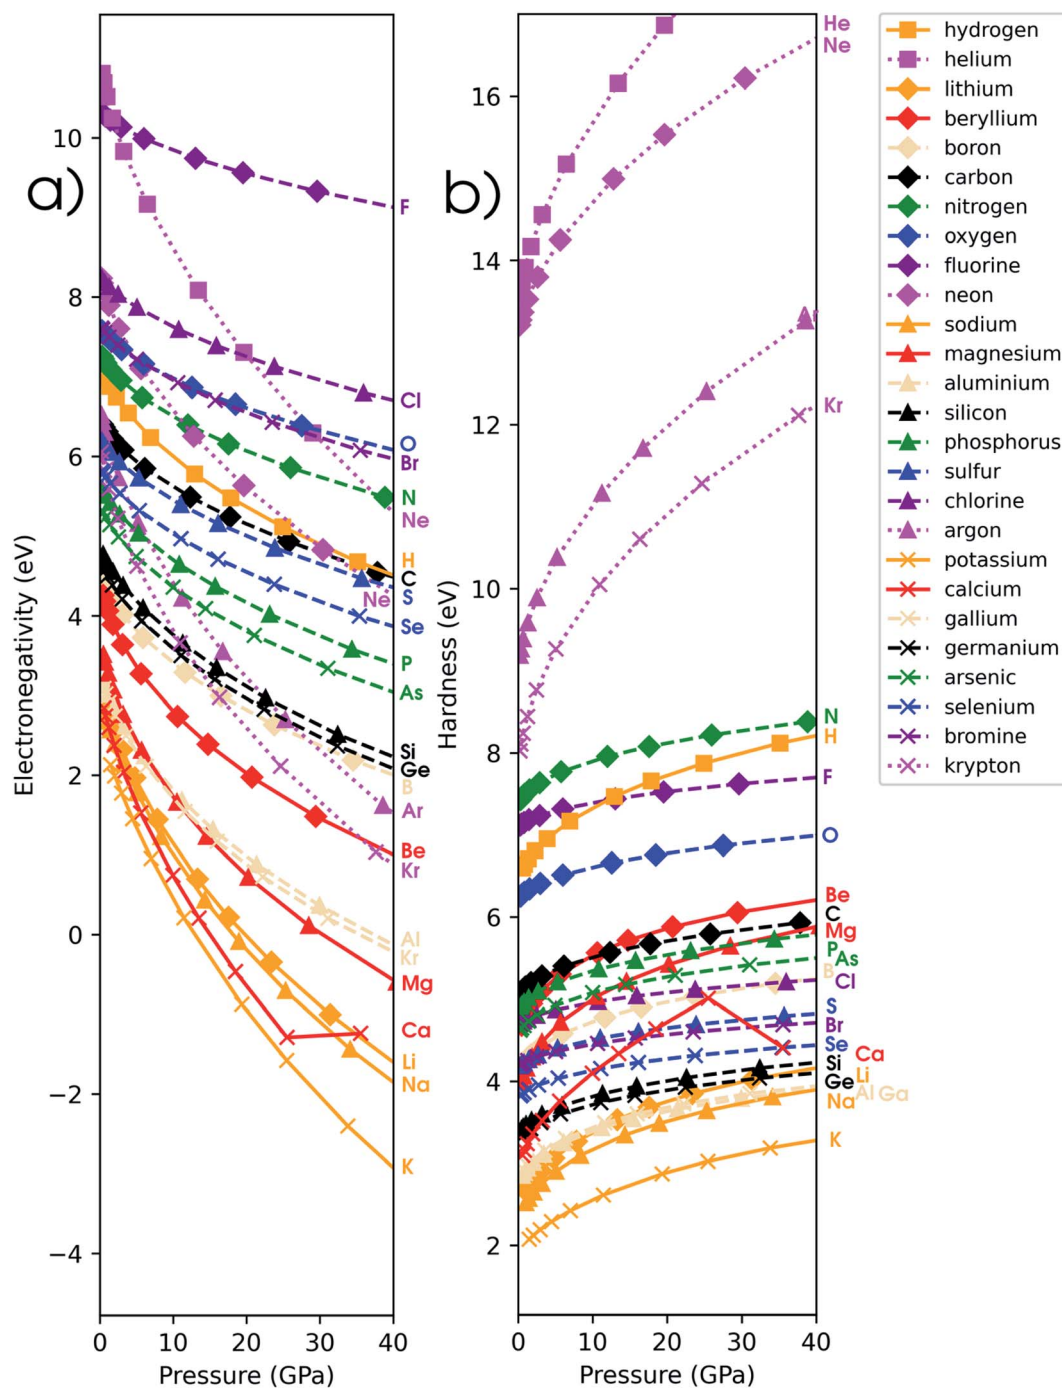 a)
Electronegativity (eV)
10
8
6
4
2
0
−2
−4
F
Cl
O
Br
N
Ne
H
C
S
Ne
Se
P
As
Si
Ge
B
Ar
Be
Kr
Al
Kr
Mg
Ca
Li
Na
K
0 10 20 30 40
Pressure (GPa)
b)
Hardness (eV)
16
14
12
10
8
6
4
2
He
Ne
Ar
Kr
N
H
F
O
Be
C
Mg
P As
B Cl
S
Br
Se
Ca
Si
Li
Ge
Al Ga
Na
K
0 10 20 30 40
Pressure (GPa)
hydrogen
helium
lithium
beryllium
boron
carbon
nitrogen
oxygen
fluorine
neon
sodium
magnesium
aluminium
silicon
phosphorus
sulfur
chlorine
argon
potassium
calcium
gallium
germanium
arsenic
selenium
bromine
krypton